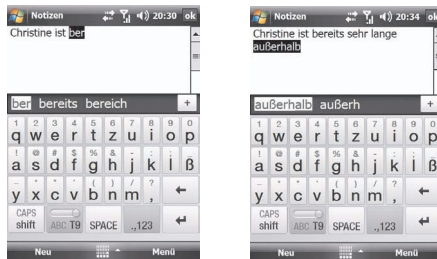 Notizen 20:30 ok
Christine ist ber
ber bereits bereich +
1 2 3 4 5 6 7 8 9 0
q w e r t z u i o p
! @ # $ % & - : '
a s d f g h j k l ß
- " ( ) / ?
y x c v b n m , ←
CAPS
shift ABC T9 SPACE .,123 ↵
Neu Menü
Notizen 20:34 ok
Christine ist bereits sehr lange
außerhalb
außerhalb außerh +
1 2 3 4 5 6 7 8 9 0
q w e r t z u i o p
! @ # $ % & - : '
a s d f g h j k l ß
- " ( ) / ?
y x c v b n m , ←
CAPS
shift ABC T9 SPACE .,123 ↵
Neu Menü